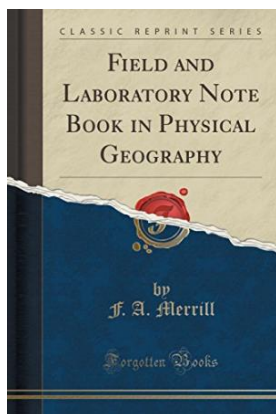 CLASSIC REPRINT SERIES
FIELD AND
LABORATORY NOTE
BOOK IN PHYSICAL
GEOGRAPHY
by
F. A. Merrill
Forgotten Books